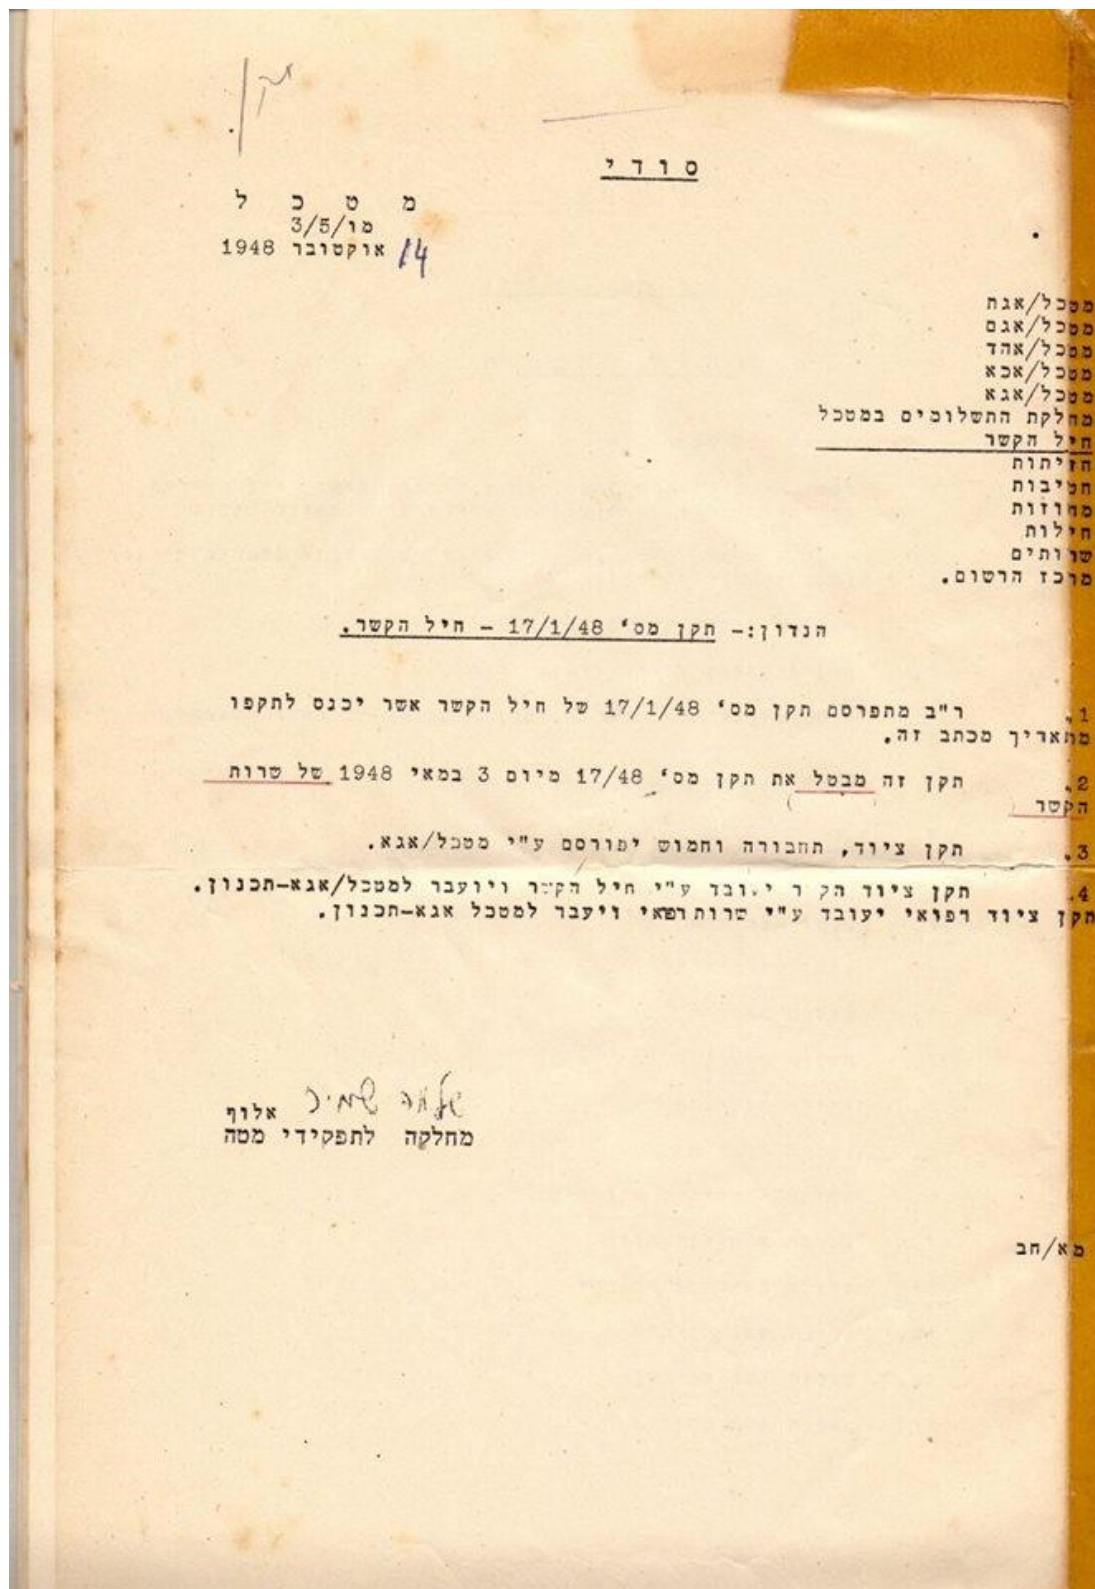 תקן
סודי
מ ט כ ל
מו/3/5
14 אוקטובר 1948
מטכל/אגת
מטכל/אגם
מטכל/אהד
מטכל/אכא
מטכל/אגא
מחלקת התשלומים במטכל
חיל הקשר
חזיתות
חטיבות
מחוזות
חילות
שרותים
מרכז הרשום.
הנדון:- תקן מס' 17/1/48 - חיל הקשר.
1. ר"ב מתפרסם תקן מס' 17/1/48 של חיל הקשר אשר יכנס לתקפו
מתאריך מכתב זה.
2. תקן זה מבטל את תקן מס' 17/48 מיום 3 במאי 1948 של שרות
הקשר
3. תקן ציוד, תחבורה וחמוש יפורסם ע"י מטכל/אגא.
4. תקן ציוד ע"י חיל הקשר ויועבר למטכל/אגא-תכנון.
תקן ציוד רפואי יעובד ע"י שרות רפואי ויעבר למטכל אגא-תכנון.
שלמה שמיר אלוף
מחלקה לתפקידי מטה
מא/חב